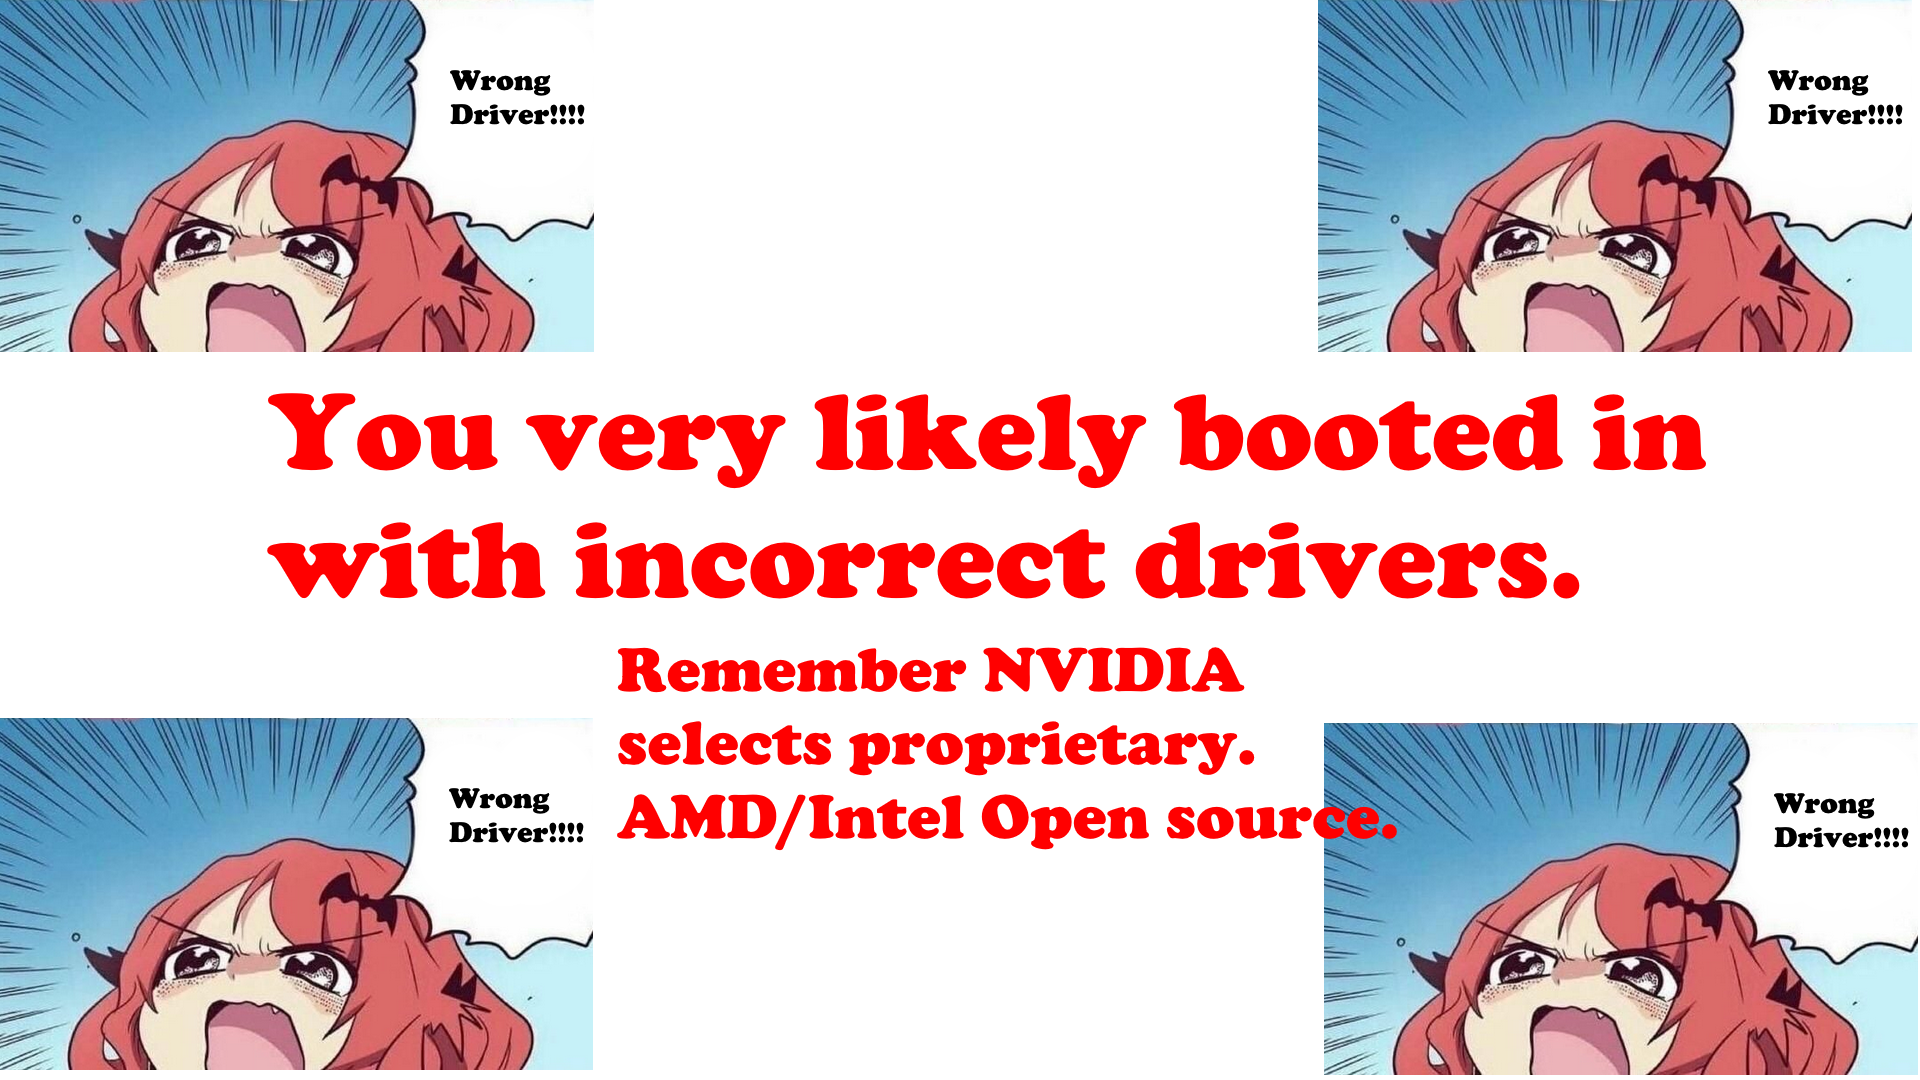 Wrong
Driver!!!!
Wrong
Driver!!!!
You very likely booted in
with incorrect drivers.
Remember NVIDIA
selects proprietary.
AMD/Intel Open source.
Wrong
Driver!!!!
Wrong
Driver!!!!